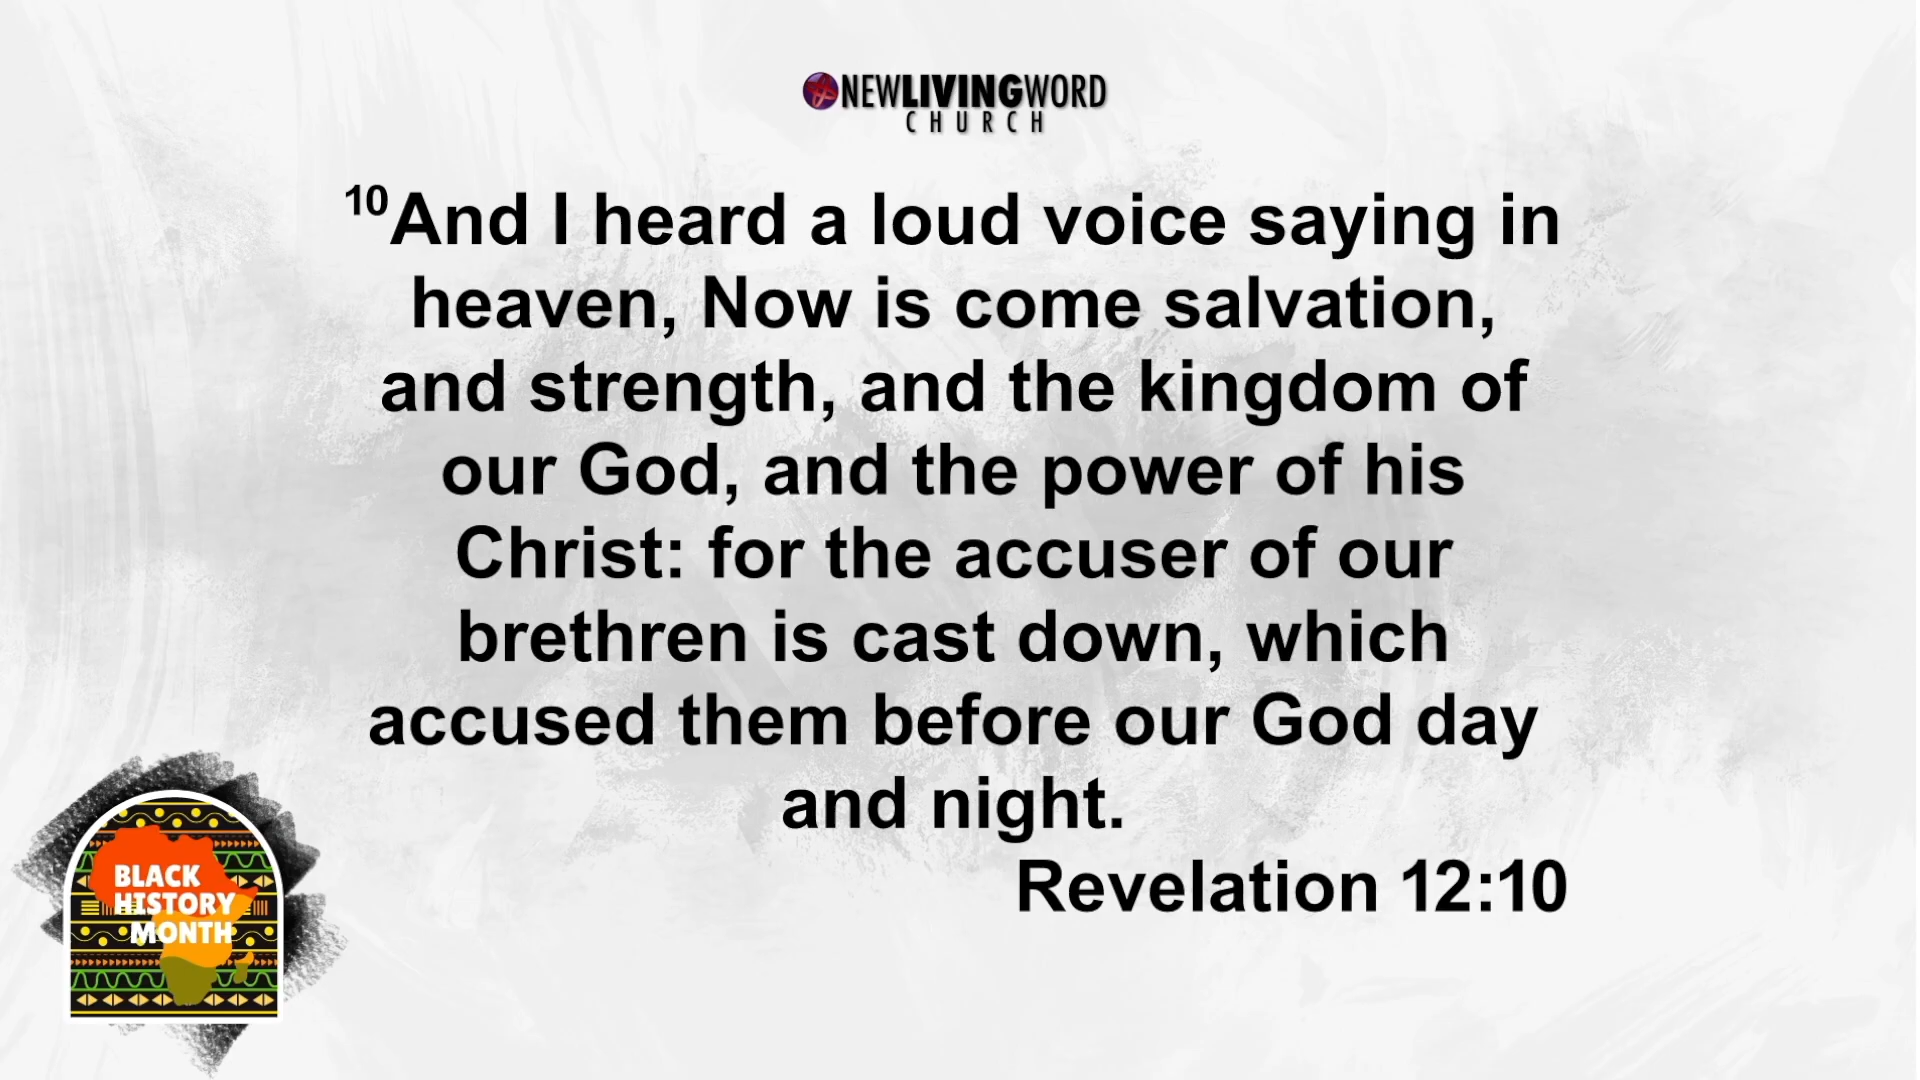 NEWLIVINGWORD
CHURCH
10And I heard a loud voice saying in
heaven, Now is come salvation,
and strength, and the kingdom of
our God, and the power of his
Christ: for the accuser of our
brethren is cast down, which
accused them before our God day
and night.
Revelation 12:10
BLACK
HISTORY
MONTH